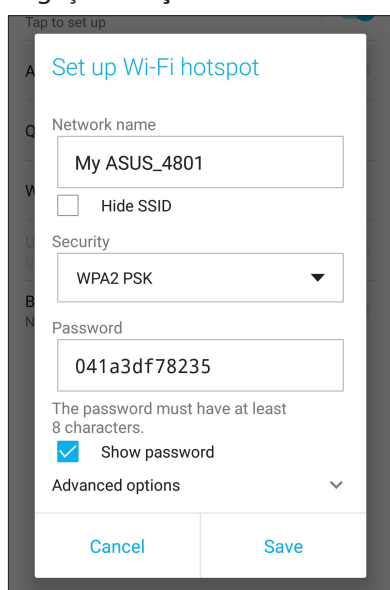 Tap to set up
Set up Wi-Fi hotspot
Network name
My ASUS_4801
Hide SSID
Security
WPA2 PSK
Password
041a3df78235
The password must have at least
8 characters.
Show password
Advanced options
Cancel
Save